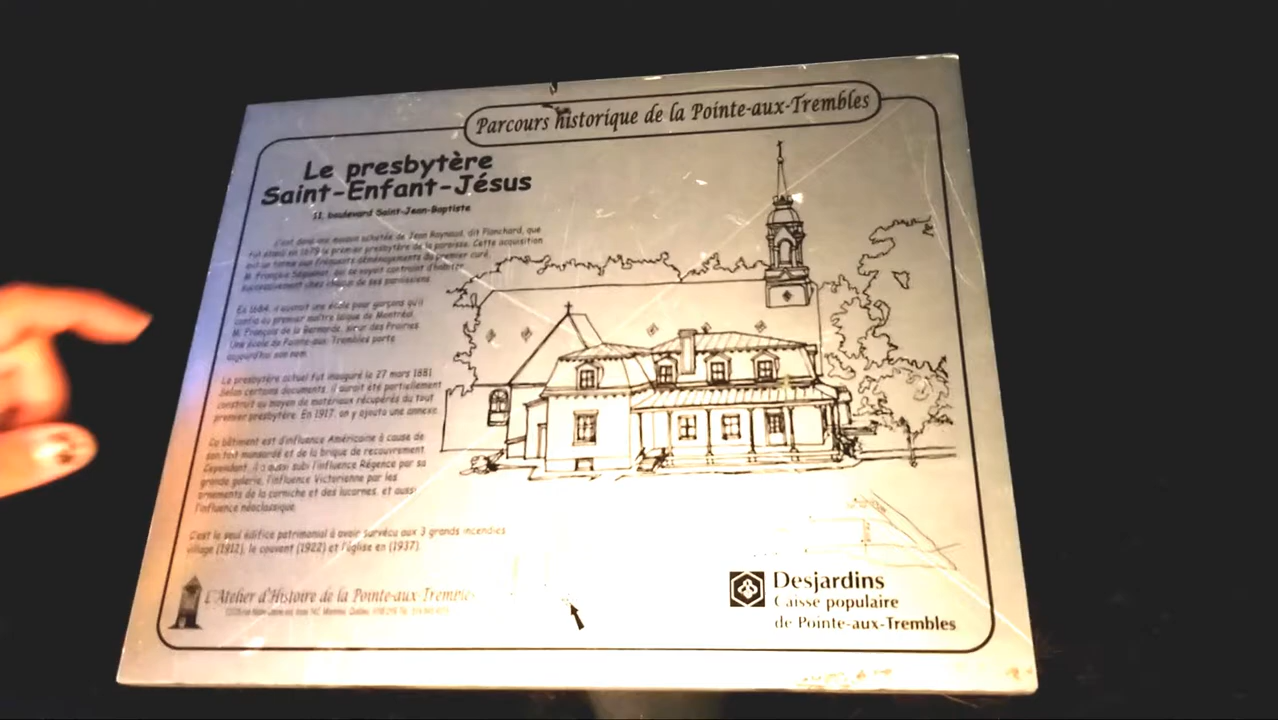 Parcours historique de la Pointe-aux-Trembles
Le presbytère
Saint-Enfant-Jésus
11, boulevard Saint-Jean-Baptiste
C'est dans une maison achetée de Jean Raynaud, dit Planchard, que
fut établi en 1679 le premier presbytère de la paroisse. Cette acquisition
mit un terme aux fréquents déménagements du premier curé,
M. François Séguenot, qui se voyait contraint d'habiter
successivement chez chacun de ses paroissiens.
En 1684, il ouvrait une école pour garçons qu'il
confia au premier maître laïque de Montréal,
M. François de la Bernarde, sieur des Prairies.
Une école de Pointe-aux-Trembles porte
aujourd'hui son nom.
Le presbytère actuel fut inauguré le 27 mars 1881.
Selon certains documents, il aurait été partiellement
construit au moyen de matériaux récupérés du tout
premier presbytère. En 1917, on y ajouta une annexe.
Ce bâtiment est d'influence Américaine à cause de
son toit mansardé et de la brique de recouvrement.
Cependant, il a aussi subi l'influence Régence par sa
grande galerie, l'influence Victorienne par les
ornements de la corniche et des lucarnes, et aussi
l'influence néoclassique.
C'est le seul édifice patrimonial à avoir survécu aux 3 grands incendies
village (1912), le couvent (1922) et l'église en (1937).
L'Atelier d'Histoire de la Pointe-aux-Trembles
Desjardins
Caisse populaire
de Pointe-aux-Trembles